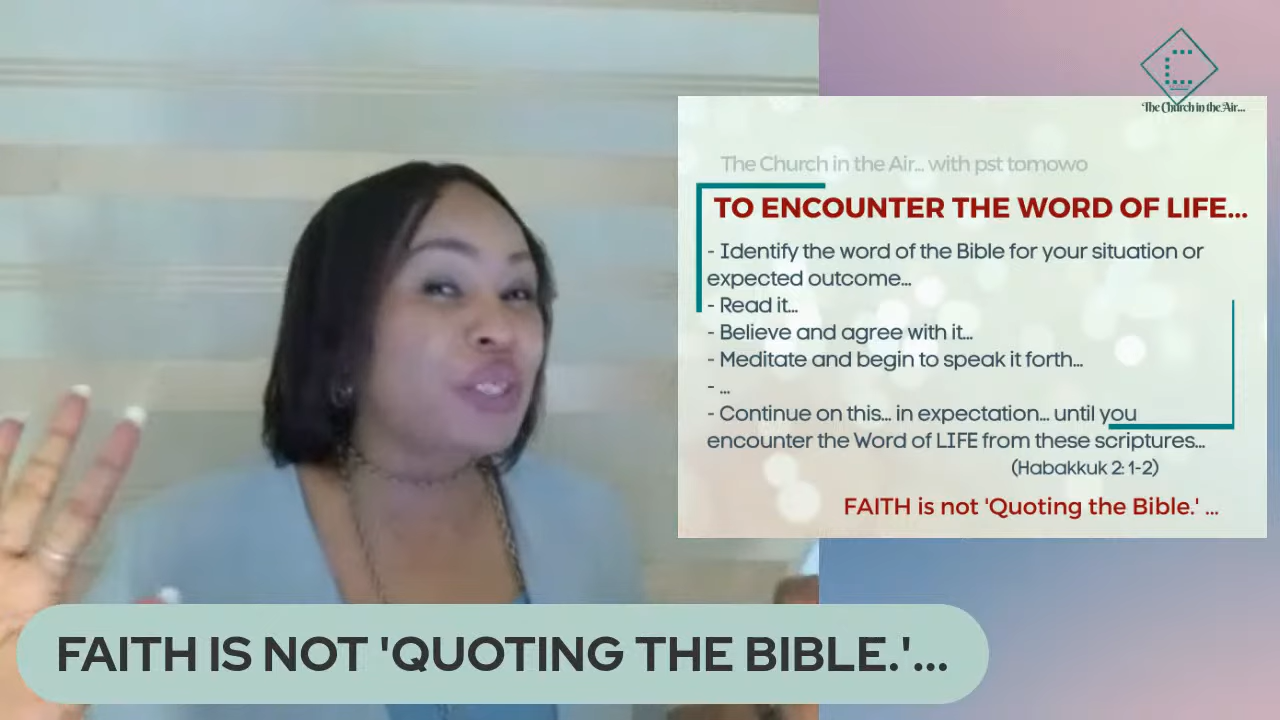 The Church in the Air...
The Church in the Air... with pst tomowo
TO ENCOUNTER THE WORD OF LIFE...
- Identify the word of the Bible for your situation or
expected outcome...
- Read it...
- Believe and agree with it...
- Meditate and begin to speak it forth...
- ...
- Continue on this... in expectation... until you
encounter the Word of LIFE from these scriptures...
(Habakkuk 2: 1-2)
FAITH is not 'Quoting the Bible.' ...
FAITH IS NOT 'QUOTING THE BIBLE.'...